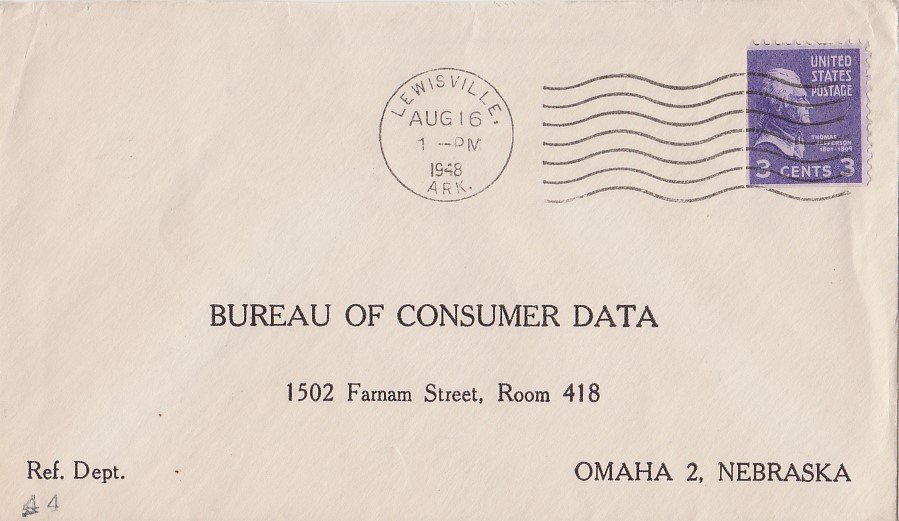 LEWISVILLE,
AUG 16
1 - PM
1948
ARK.
UNITED
STATES
POSTAGE
THOMAS
JEFFERSON
1801-1809
3 CENTS 3
BUREAU OF CONSUMER DATA
1502 Farnam Street, Room 418
Ref. Dept.
OMAHA 2, NEBRASKA
4